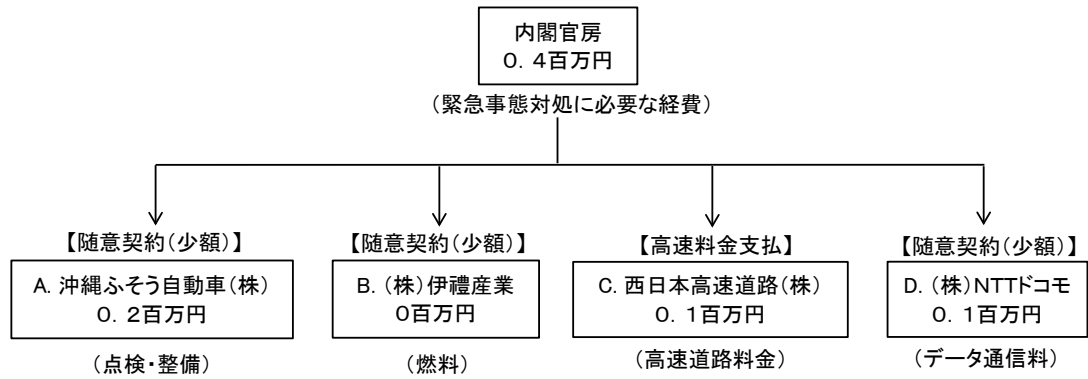 内閣官房
０．４百万円
（緊急事態対処に必要な経費）
【随意契約（少額）】
A. 沖縄ふそう自動車（株）
０．２百万円
（点検・整備）
【随意契約（少額）】
B. （株）伊禮産業
０百万円
（燃料）
【高速料金支払】
C. 西日本高速道路（株）
０．１百万円
（高速道路料金）
【随意契約（少額）】
D. （株）NTTドコモ
０．１百万円
（データ通信料）